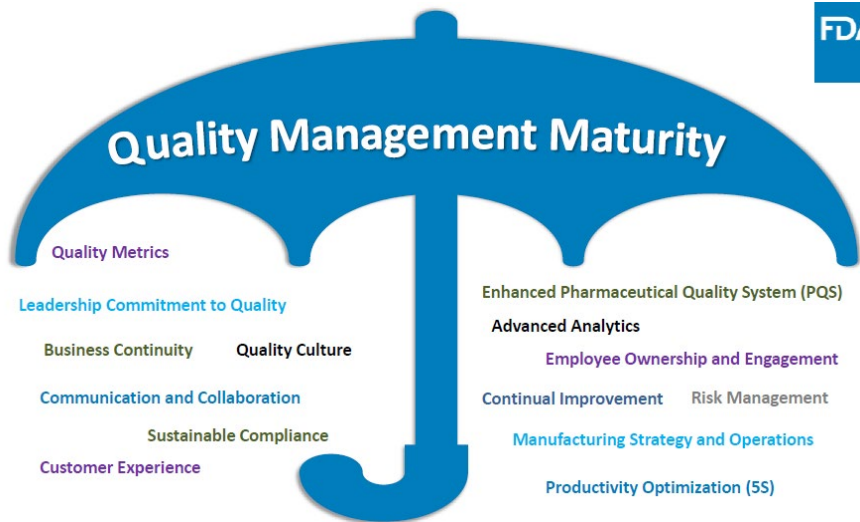 FDA
Quality Management Maturity
Quality Metrics
Leadership Commitment to Quality
Business Continuity
Quality Culture
Communication and Collaboration
Sustainable Compliance
Customer Experience
Enhanced Pharmaceutical Quality System (PQS)
Advanced Analytics
Employee Ownership and Engagement
Continual Improvement
Risk Management
Manufacturing Strategy and Operations
Productivity Optimization (5S)